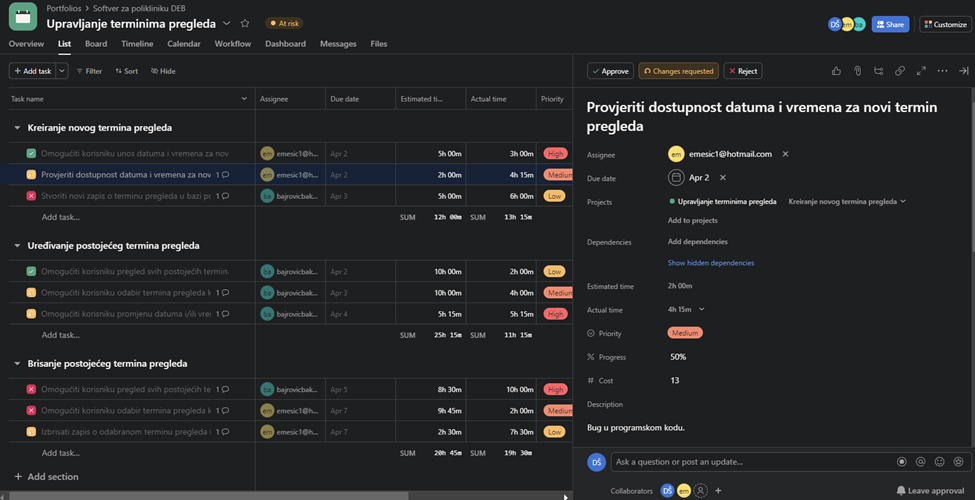 Portfolios > Softver za polikliniku DEB
Upravljanje terminima pregleda
At risk
DŠ em ba
Share
Customize
Overview List Board Timeline Calendar Workflow Dashboard Messages Files
+ Add task Filter Sort Hide
Task name Assignee Due date Estimated ti... Actual time Priority
Kreiranje novog termina pregleda
Omogućiti korisniku unos datuma i vremena za nov em emesic1@h... Apr 2 5h 00m 3h 00m High
Provjeriti dostupnost datuma i vremena za nov 1 em emesic1@h... Apr 2 2h 00m 4h 15m Medium
Stvoriti novi zapis o terminu pregleda u bazi po 1 ba bajrovicbak... Apr 3 5h 00m 6h 00m Low
Add task... SUM 12h 00m SUM 13h 15m
Uređivanje postojećeg termina pregleda
Omogućiti korisniku pregled svih postojećih termin. ba bajrovicbak... Apr 2 10h 00m 2h 00m Low
Omogućiti korisniku odabir termina pregleda k 1 ba bajrovicbak... Apr 3 10h 00m 4h 00m Medium
Omogućiti korisniku promjenu datuma i/ili vre 1 ba bajrovicbak... Apr 4 5h 15m 5h 15m High
Add task... SUM 25h 15m SUM 11h 15m
Brisanje postojećeg termina pregleda
Omogućiti korisniku pregled svih postojećih te 1 ba bajrovicbak... Apr 5 8h 30m 10h 00m High
Omogućiti korisniku odabir termina pregleda k 1 em emesic1@h... Apr 7 9h 45m 2h 00m Medium
Izbrisati zapis o odabranom terminu pregleda i 1 em emesic1@h... Apr 7 2h 30m 7h 30m Low
Add task... SUM 20h 45m SUM 19h 30m
+ Add section
Approve Changes requested Reject
Provjeriti dostupnost datuma i vremena za novi termin
pregleda
Assignee em emesic1@hotmail.com
Due date Apr 2
Projects Upravljanje terminima pregleda Kreiranje novog termina pregleda
Add to projects
Dependencies Add dependencies
Show hidden dependencies
Estimated time 2h 00m
Actual time 4h 15m
Priority Medium
% Progress 50%
# Cost 13
Description
Bug u programskom kodu.
DŠ Ask a question or post an update...
Collaborators DŠ em + Leave approval